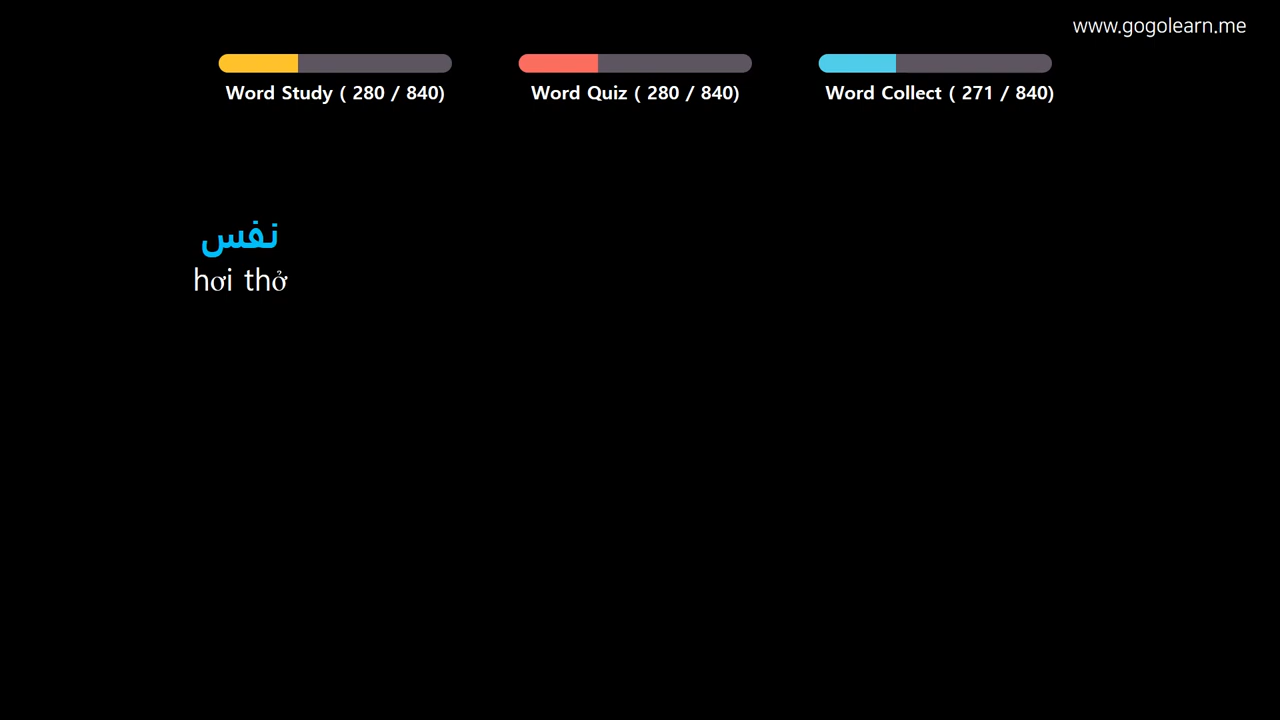 www.gogolearn.me
Word Study ( 280 / 840)
Word Quiz ( 280 / 840)
Word Collect ( 271 / 840)
نفس
hơi thở